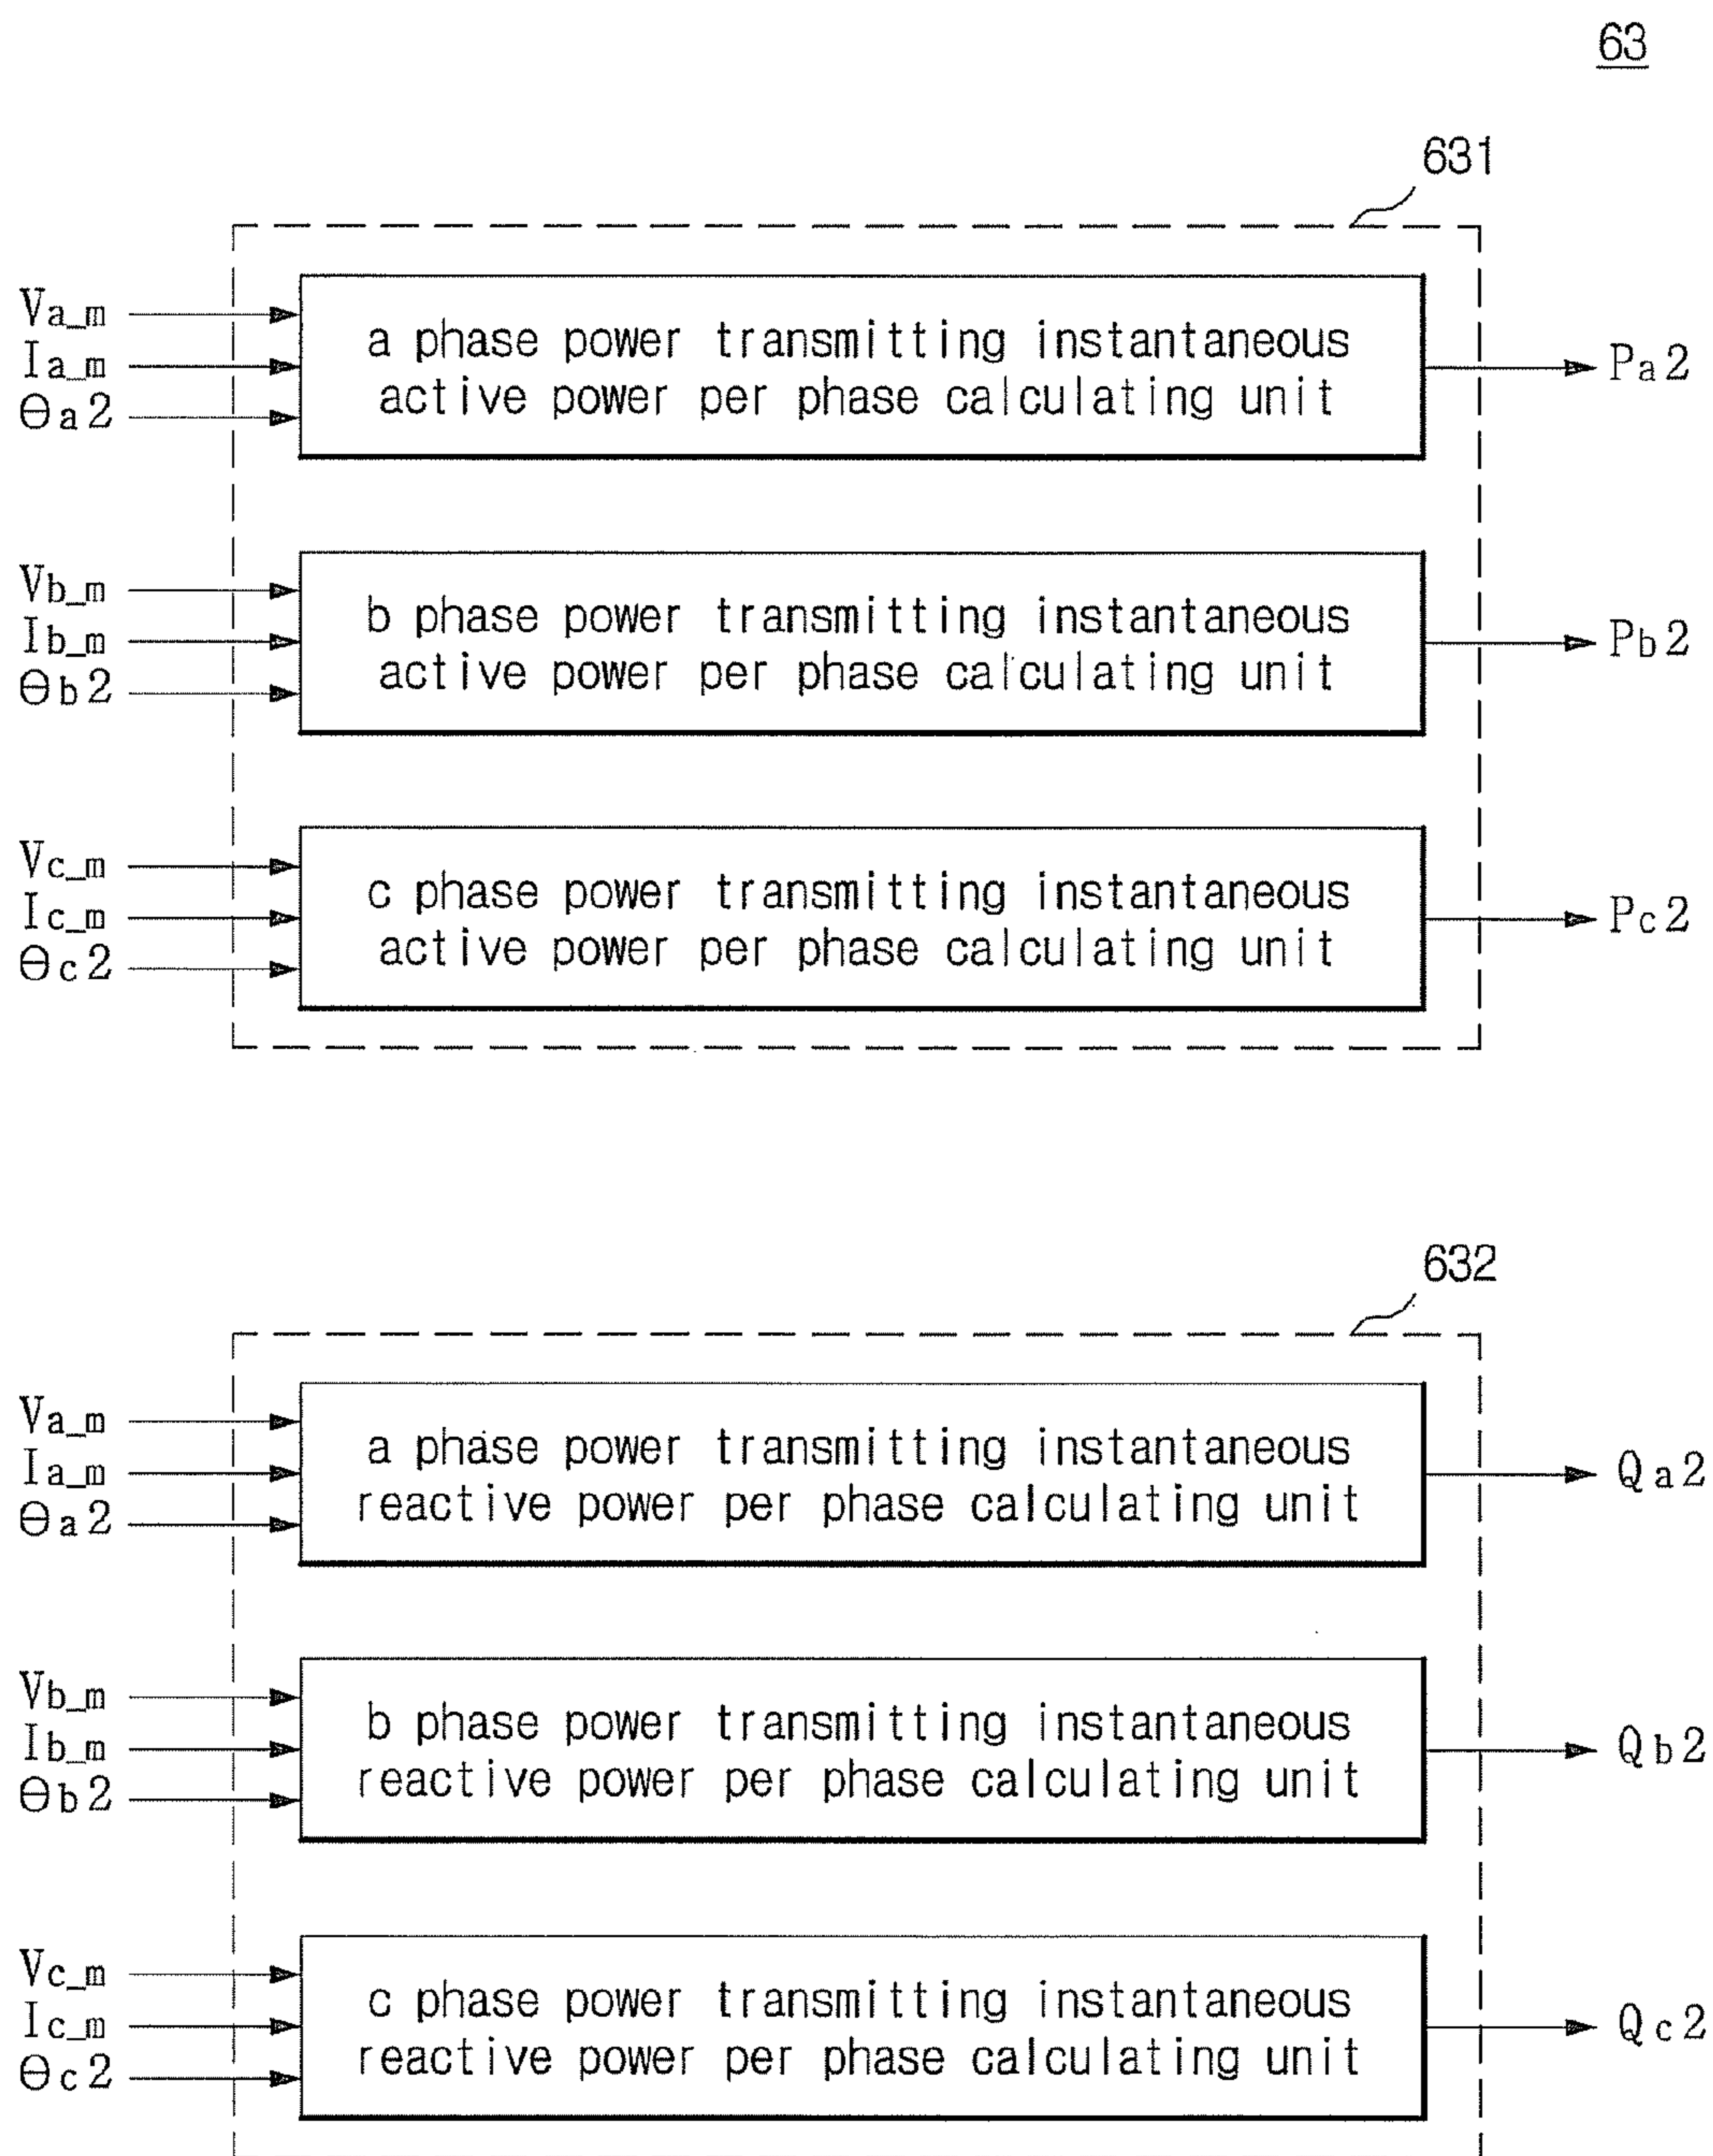 63
631
Va_m
Ia_m
Θa2
a phase power transmitting instantaneous
active power per phase calculating unit
Pa2
Vb_m
Ib_m
Θb2
b phase power transmitting instantaneous
active power per phase calculating unit
Pb2
Vc_m
Ic_m
Θc2
c phase power transmitting instantaneous
active power per phase calculating unit
Pc2
632
Va_m
Ia_m
Θa2
a phase power transmitting instantaneous
reactive power per phase calculating unit
Qa2
Vb_m
Ib_m
Θb2
b phase power transmitting instantaneous
reactive power per phase calculating unit
Qb2
Vc_m
Ic_m
Θc2
c phase power transmitting instantaneous
reactive power per phase calculating unit
Qc2